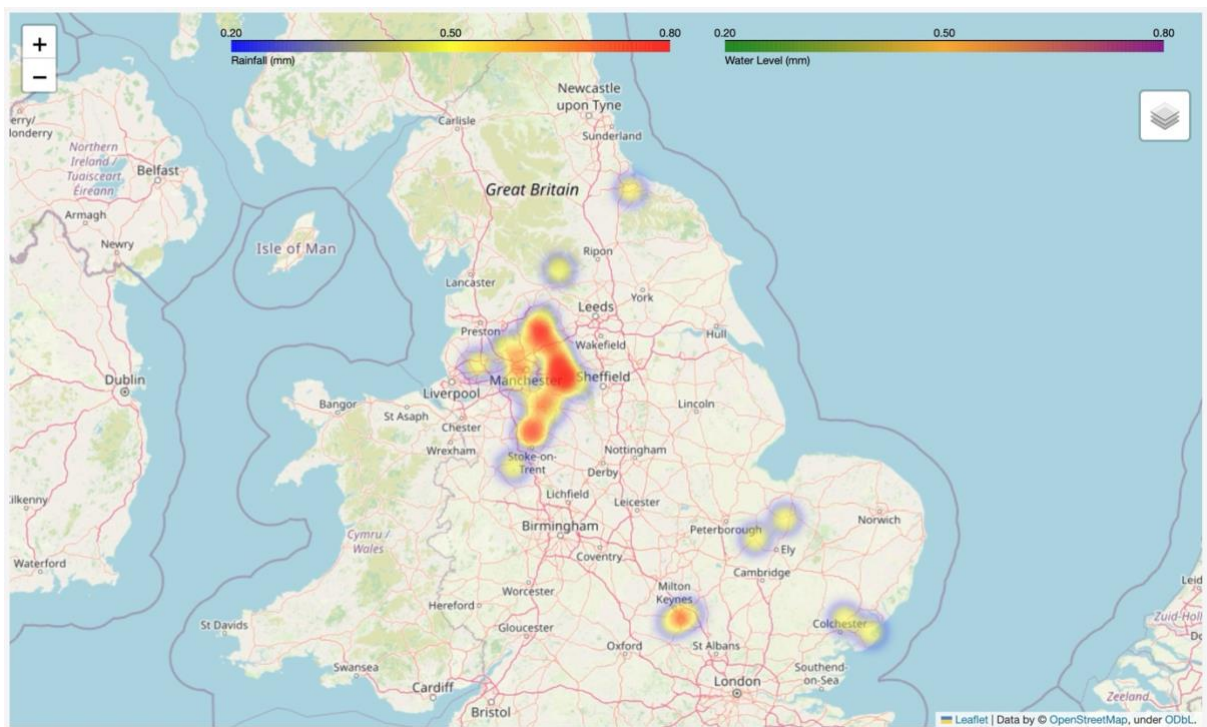 +
−
0.20 0.50 0.80
Rainfall (mm)
0.20 0.50 0.80
Water Level (mm)
Newcastle
upon Tyne
Carlisle
Sunderland
erry/
londerry
Northern
Ireland /
Tuaisceart
Éireann
Belfast
Great Britain
Armagh
Newry
Isle of Man
Ripon
Lancaster
York
Leeds
Preston
Hull
Wakefield
Manchester
Sheffield
Dublin
Liverpool
Bangor
St Asaph
Lincoln
Chester
Wrexham
Stoke-on-
Trent
Nottingham
Derby
Lichfield
Leicester
ilkenny
Birmingham
Peterborough
Norwich
Cymru /
Wales
Coventry
Ely
Waterford
Cambridge
Worcester
Milton
Keynes
Hereford
St Davids
Gloucester
Colchester
Oxford
St Albans
Swansea
Southend-
on-Sea
Cardiff
London
Bristol
Leid
Zuid-Holl
Zeeland
Leaflet | Data by © OpenStreetMap, under ODbL.